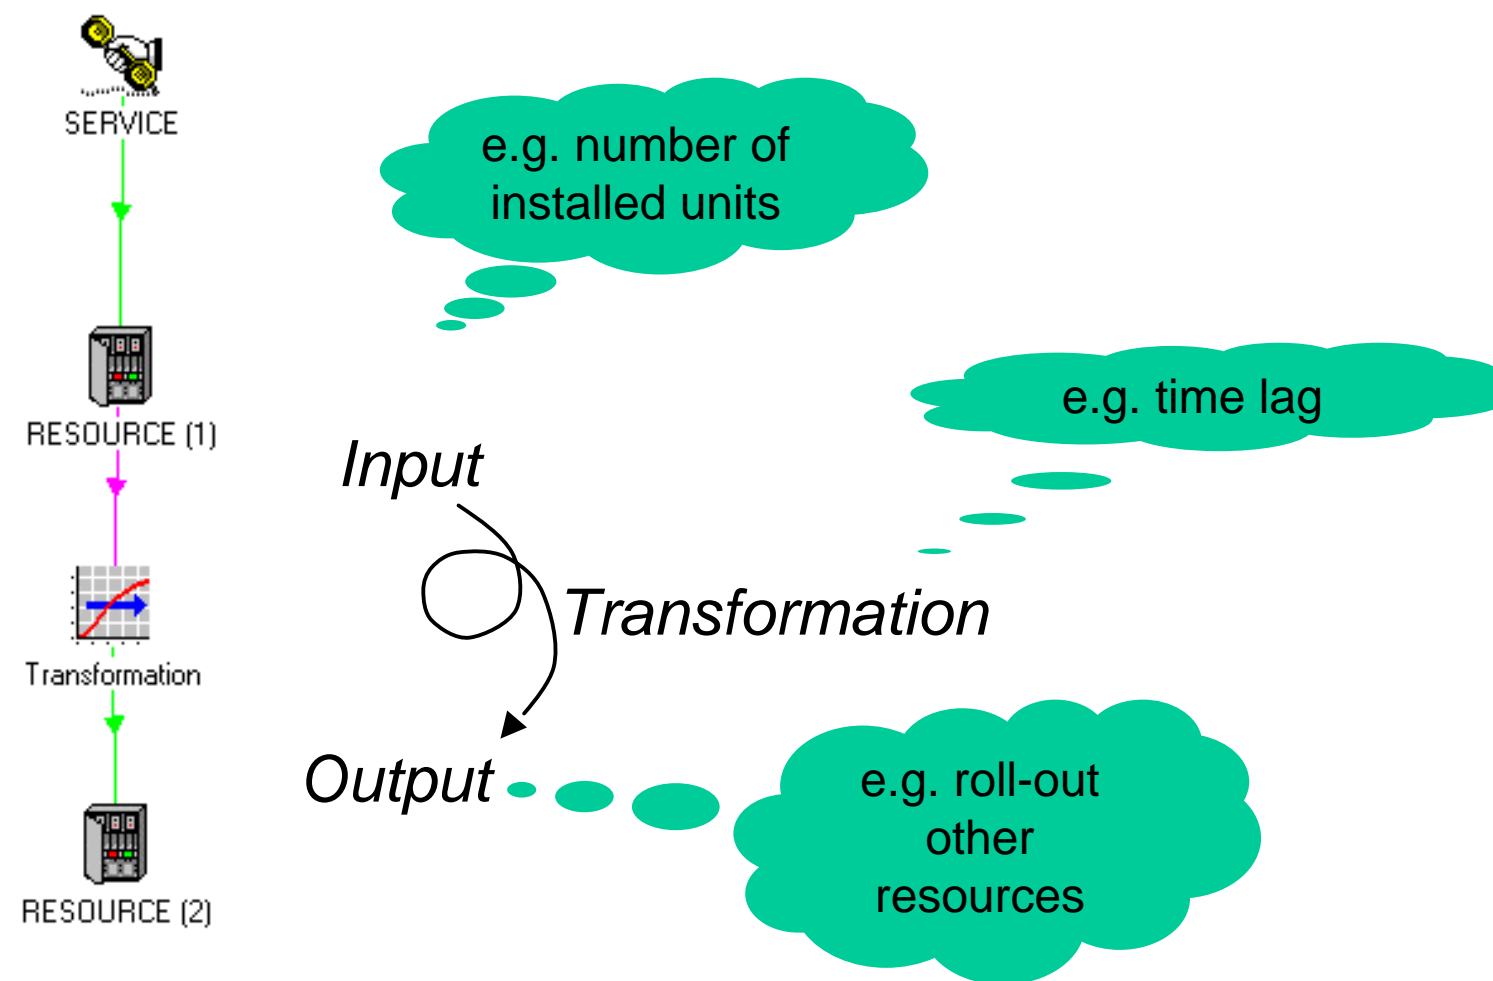 SERVICE
e.g. number of
installed units
e.g. time lag
RESOURCE (1)
Input
Transformation
Transformation
Output
e.g. roll-out
other
resources
RESOURCE (2)